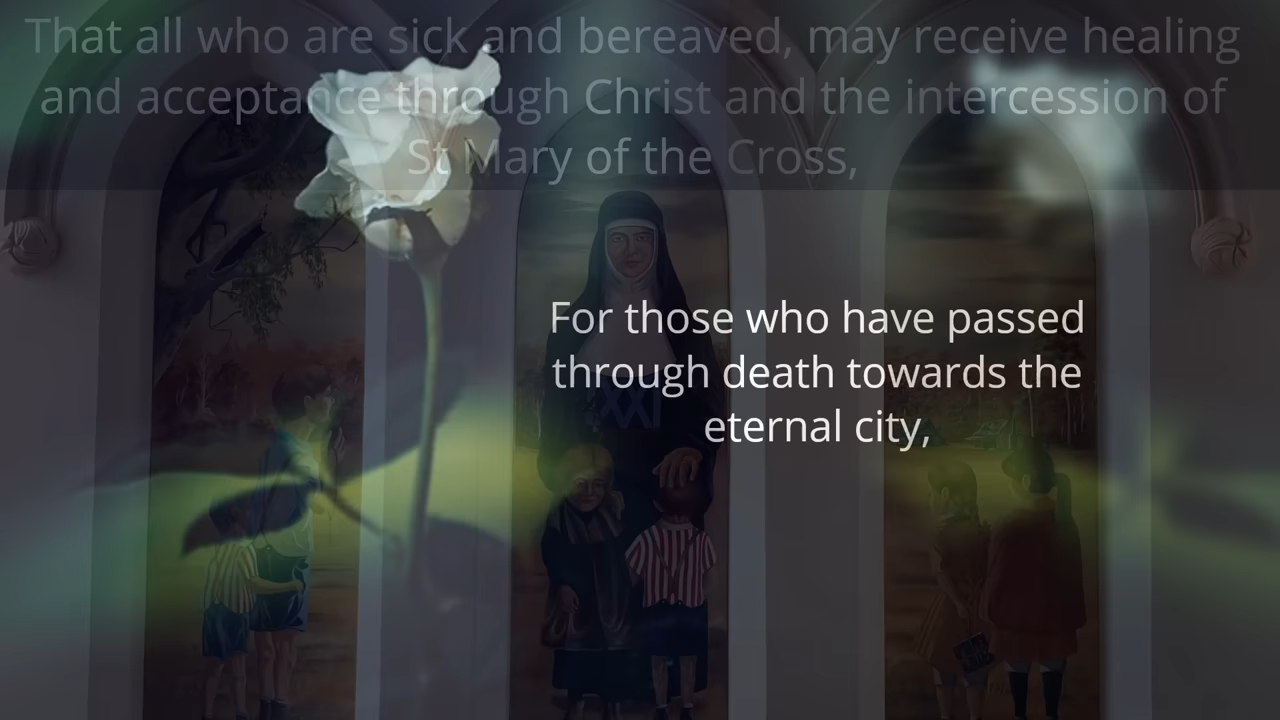 That all who are sick and bereaved, may receive healing
and acceptance through Christ and the intercession of
St Mary of the Cross,
For those who have passed
through death towards the
eternal city,
XXI